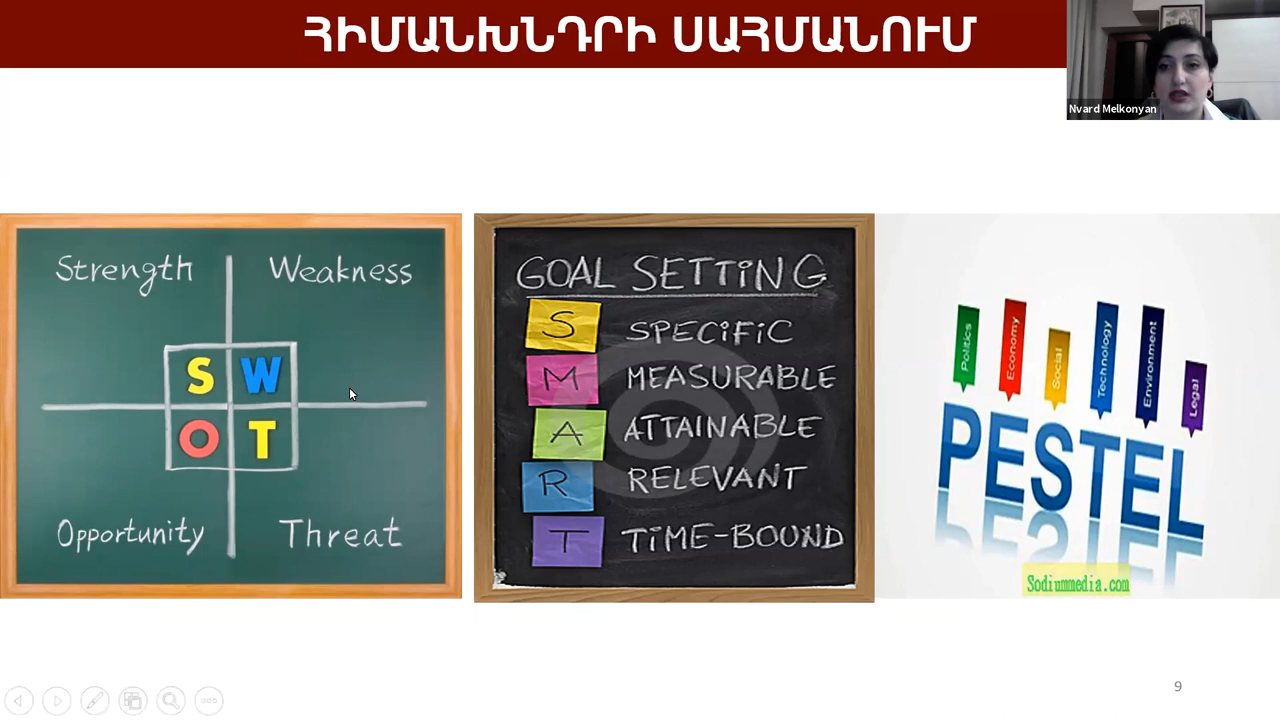 ՀԻՄԱՆԽՆԴՐԻ ՍԱՀՄԱՆՈՒՄ
Nvard Melkonyan
Strength
Weakness
S W
O T
Opportunity
Threat
GOAL SETTING
S SPECIFIC
M MEASURABLE
A ATTAINABLE
R RELEVANT
T TIME-BOUND
Politics
Economy
Social
Technology
Environment
Legal
PESTEL
Sodiummedia.com
9